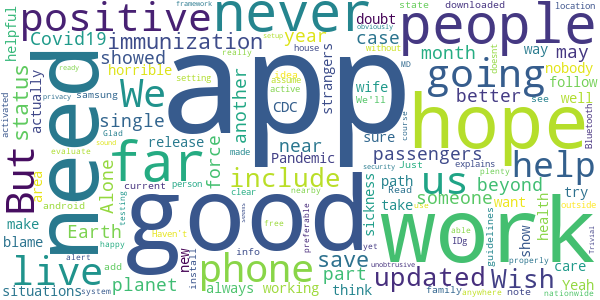 positive never people
framework
doubt state downloaded location
helpful Covid19 immunization year case month way may
showed really house without obviously setup nobody
status We horrible idea wife going
activated actually ready samsung setting another assume active CDC strangers We'll doesnt MD better see follow well
need app hope
privacy But single release near sure passengers Bluetooth
Glad made Pandemic course Just explains plenty
evaluate far force include us help
area Alone sound current person clear nearby path beyond try
android testing sickness Read someone want health outside
Earth free preferable take security guidelines able use
make good work
blame happy Haven't save yet IDg show Trivial
live new info part updated Wish care
alert add install phone unobtrusive properly
situations planet always working think family anywhere note Yeah
system seems nationwide